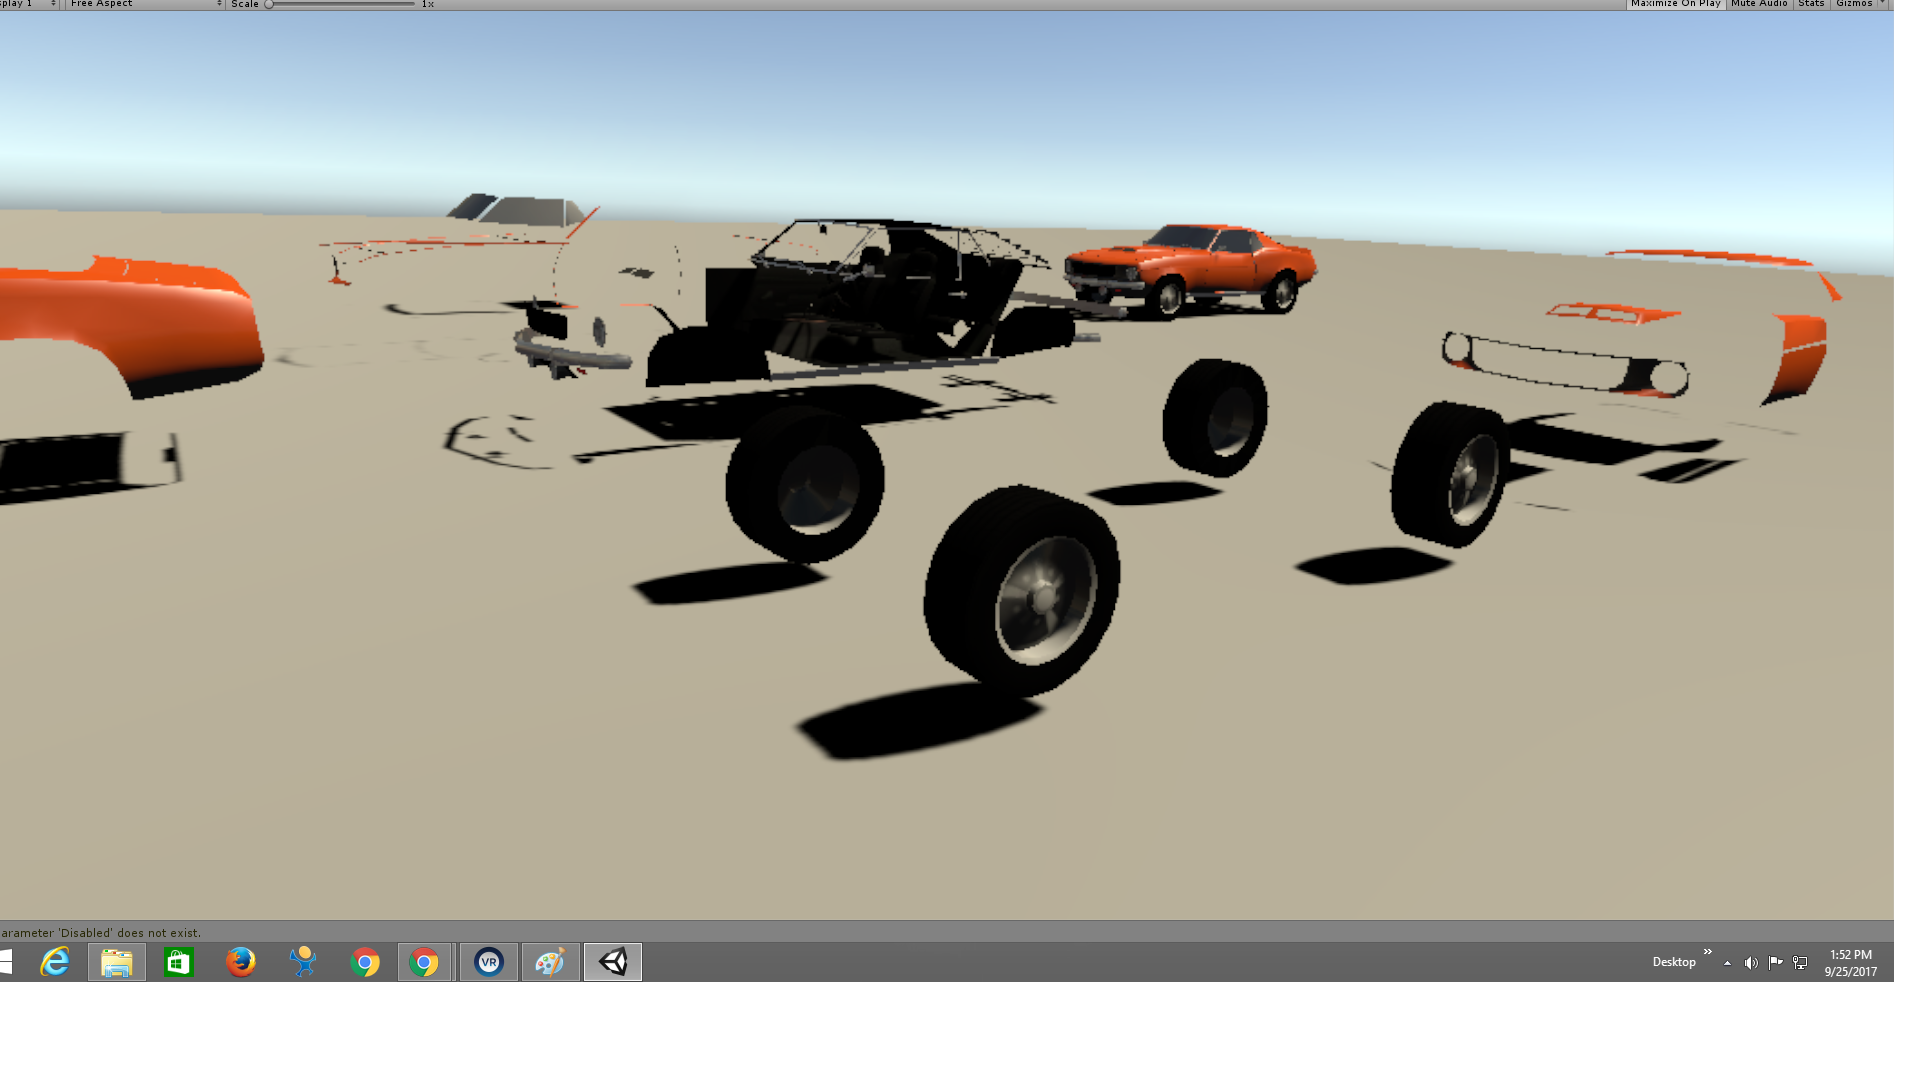 splay 1 Free Aspect Scale 1x Maximize On Play Mute Audio Stats Gizmos
arameter 'Disabled' does not exist.
VR
Desktop
1:52 PM
9/25/2017